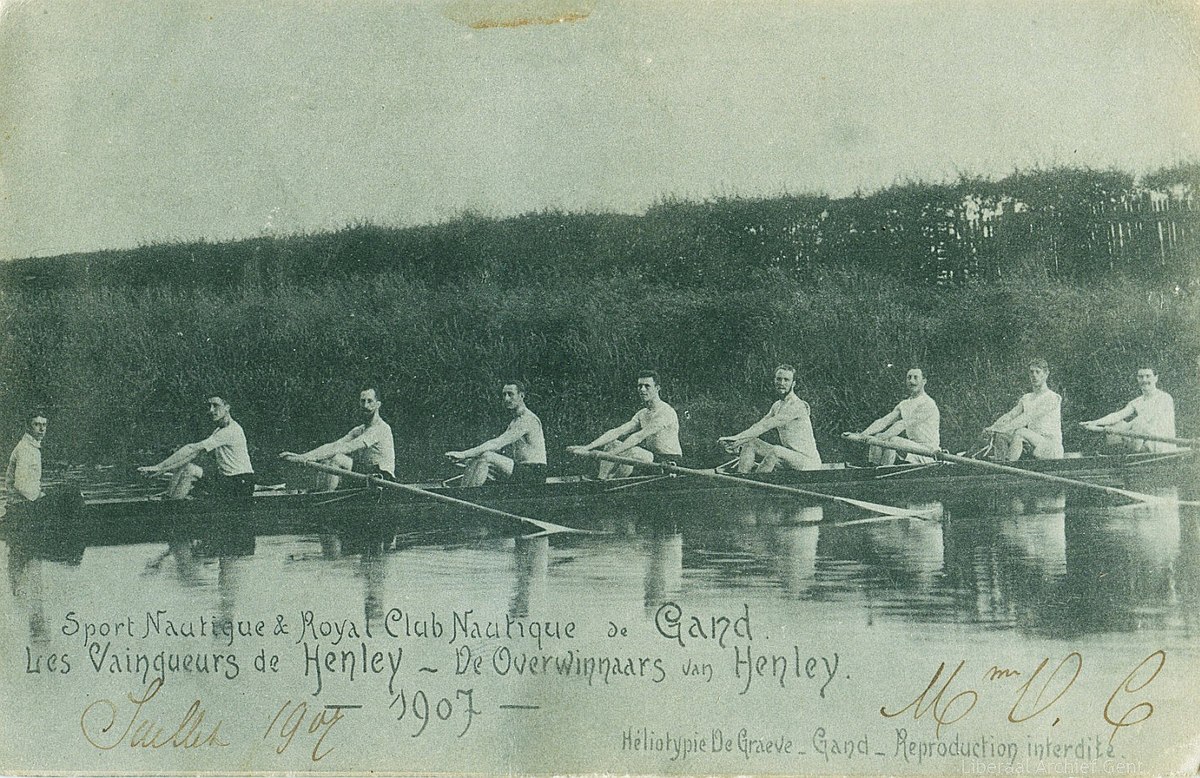 Sport Nautique & Royal Club Nautique de Gand.
Les Vainqueurs de Henley – De Overwinnaars van Henley.
– 1907 –
Juillet 1907
Mme V. C
Héliotypie De Graeve – Gand – Reproduction interdite.
Liberaal Archief Gent